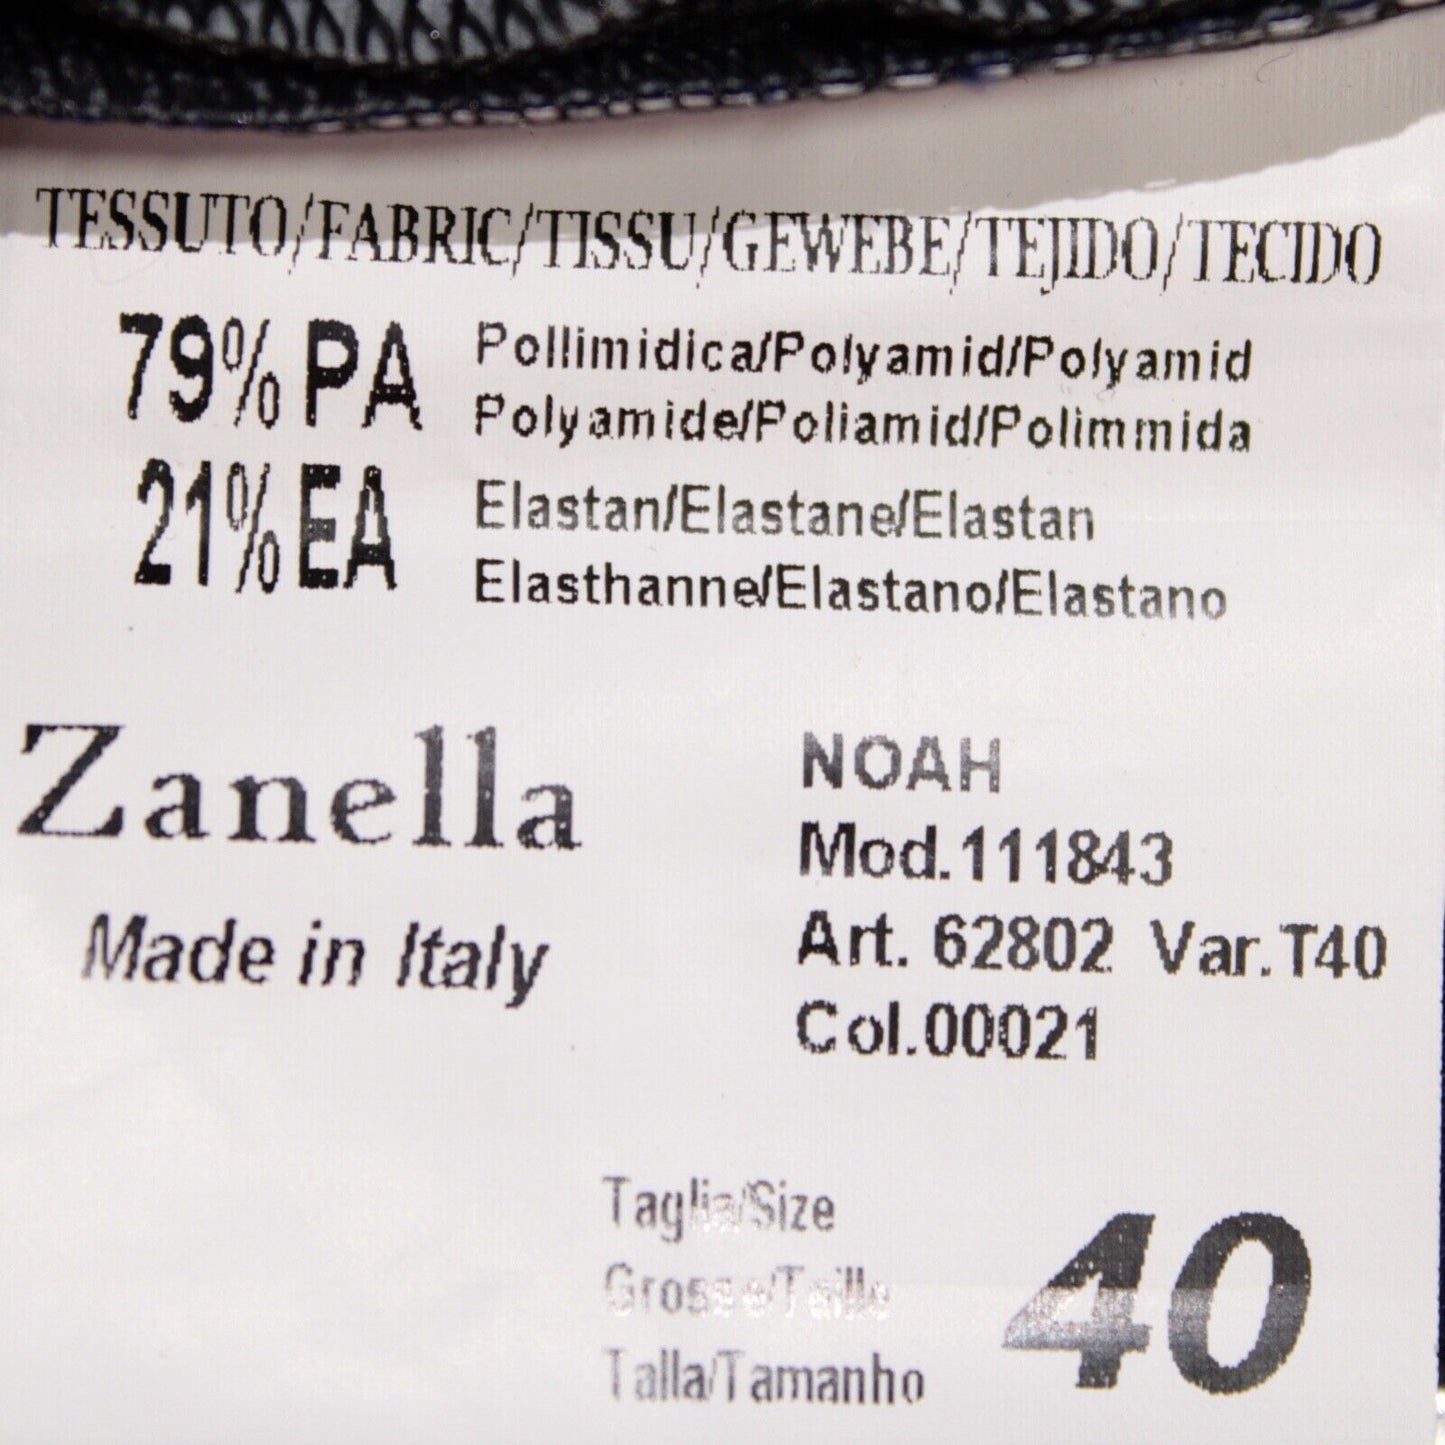 TESSUTO/FABRIC/TISSU/GEWEBE/TEJIDO/TECIDO
79% PA Pollimidica/Polyamid/Polyamid
Polyamide/Poliamid/Polimmida
21% EA Elastan/Elastane/Elastan
Elasthanne/Elastano/Elastano
Zanella
Made in Italy
NOAH
Mod.111843
Art. 62802 Var.T40
Col.00021
Taglia/Size
Grosse/Taille
Talla/Tamanho
40